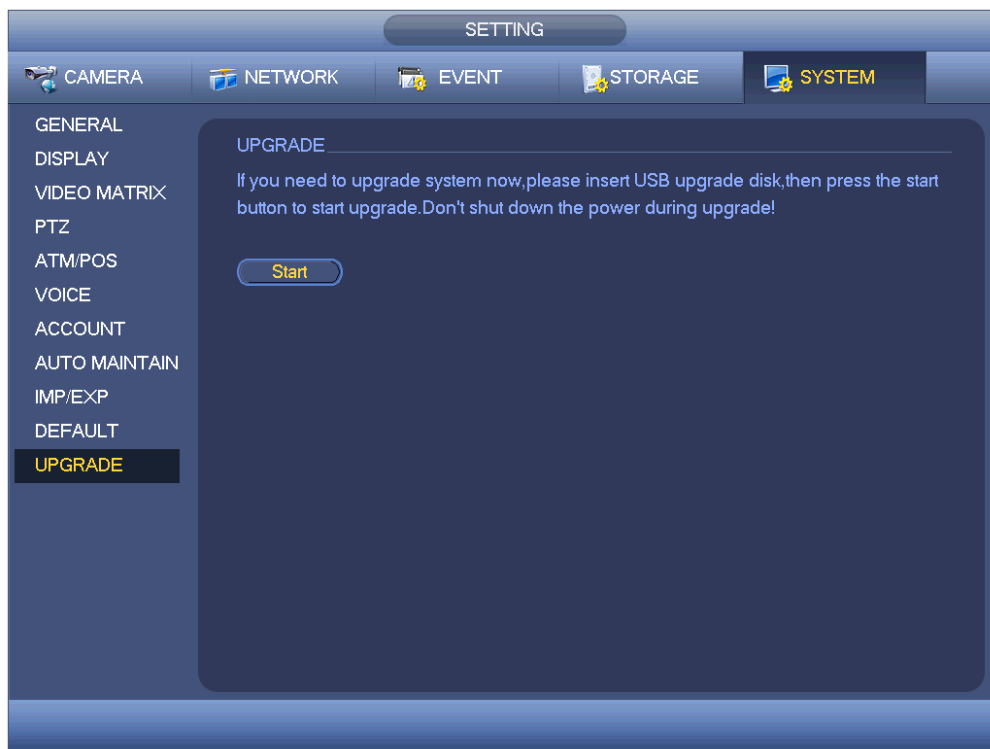 SETTING
CAMERA NETWORK EVENT STORAGE SYSTEM
GENERAL
DISPLAY
VIDEO MATRIX
PTZ
ATM/POS
VOICE
ACCOUNT
AUTO MAINTAIN
IMP/EXP
DEFAULT
UPGRADE
UPGRADE
If you need to upgrade system now,please insert USB upgrade disk,then press the start
button to start upgrade.Don't shut down the power during upgrade!
Start